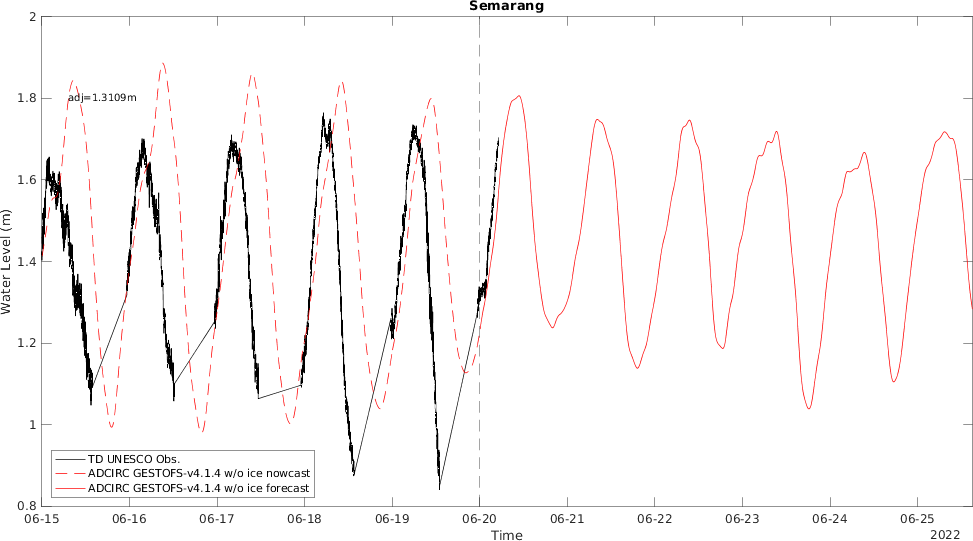 Semarang
2
1.8
1.6
1.4
1.2
1
0.8
Water Level (m)
adj=1.3109m
TD UNESCO Obs.
ADCIRC GESTOFS-v4.1.4 w/o ice nowcast
ADCIRC GESTOFS-v4.1.4 w/o ice forecast
06-15 06-16 06-17 06-18 06-19 06-20 06-21 06-22 06-23 06-24 06-25
Time
2022